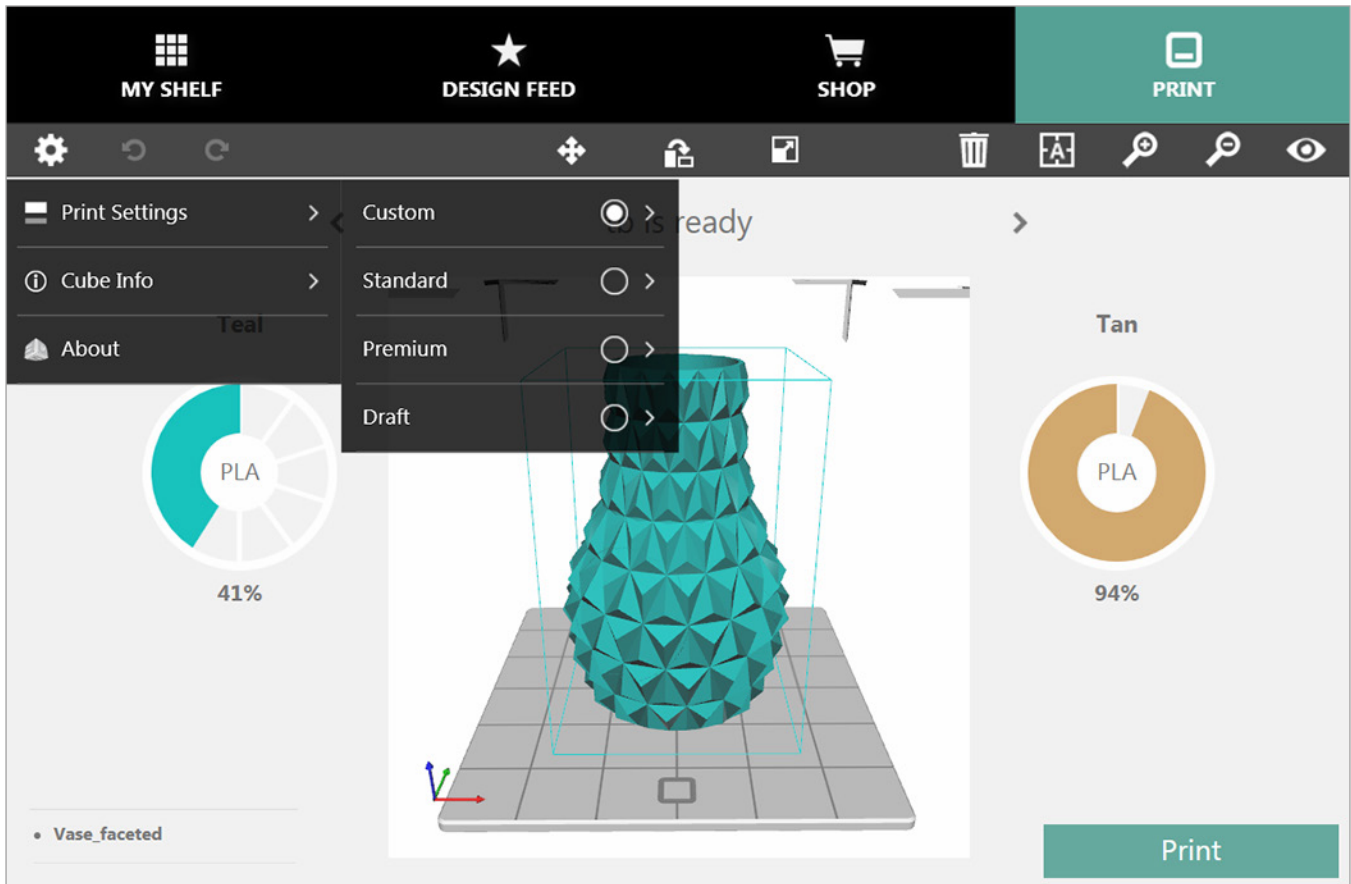 MY SHELF
DESIGN FEED
SHOP
PRINT
A
Print Settings
Cube Info
About
Custom
Standard
Premium
Draft
is ready
Teal
PLA
41%
Tan
PLA
94%
Vase_faceted
Print